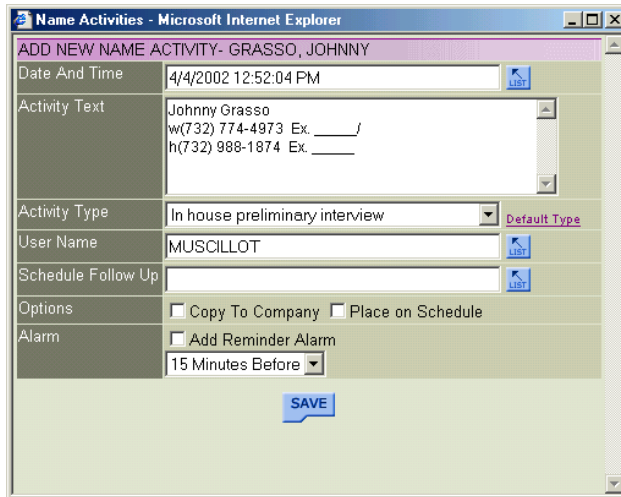 Name Activities - Microsoft Internet Explorer
ADD NEW NAME ACTIVITY- GRASSO, JOHNNY
Date And Time 4/4/2002 12:52:04 PM LIST
Activity Text Johnny Grasso
w(732) 774-4973 Ex. _____/
h(732) 988-1874 Ex. _____
Activity Type In house preliminary interview Default Type
User Name MUSCILLOT LIST
Schedule Follow Up LIST
Options Copy To Company Place on Schedule
Alarm Add Reminder Alarm
15 Minutes Before
SAVE